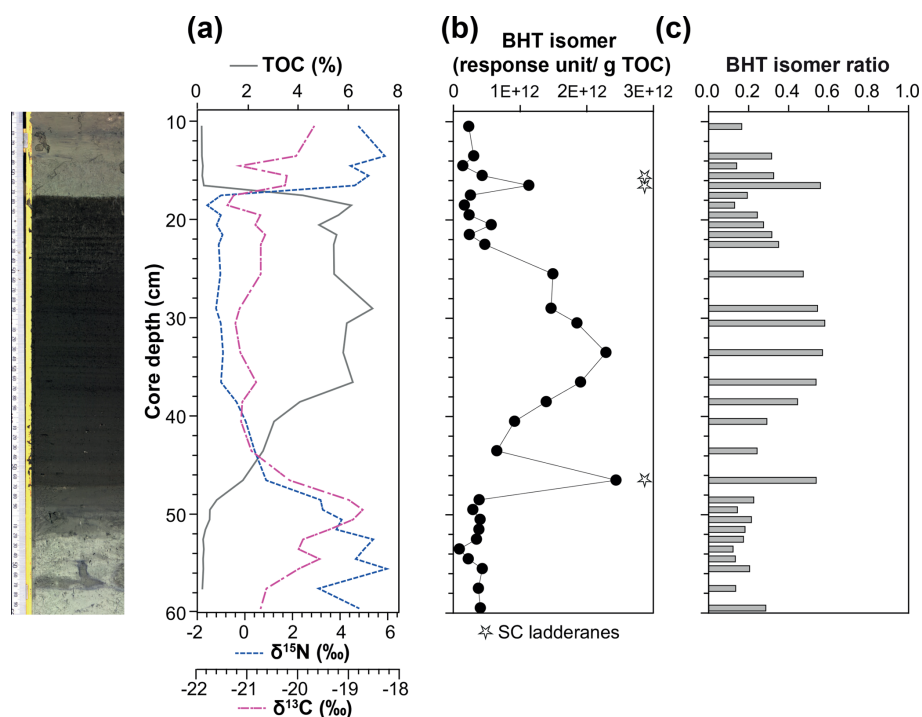 (a)
(b)
(c)
TOC (%)
0 2 4 6 8
BHT isomer
(response unit/ g TOC)
0 1E+12 2E+12 3E+12
BHT isomer ratio
0.0 0.2 0.4 0.6 0.8 1.0
Core depth (cm)
10
20
30
40
50
60
-2 0 2 4 6
δ¹⁵N (‰)
-22 -21 -20 -19 -18
δ¹³C (‰)
☆ SC ladderanes